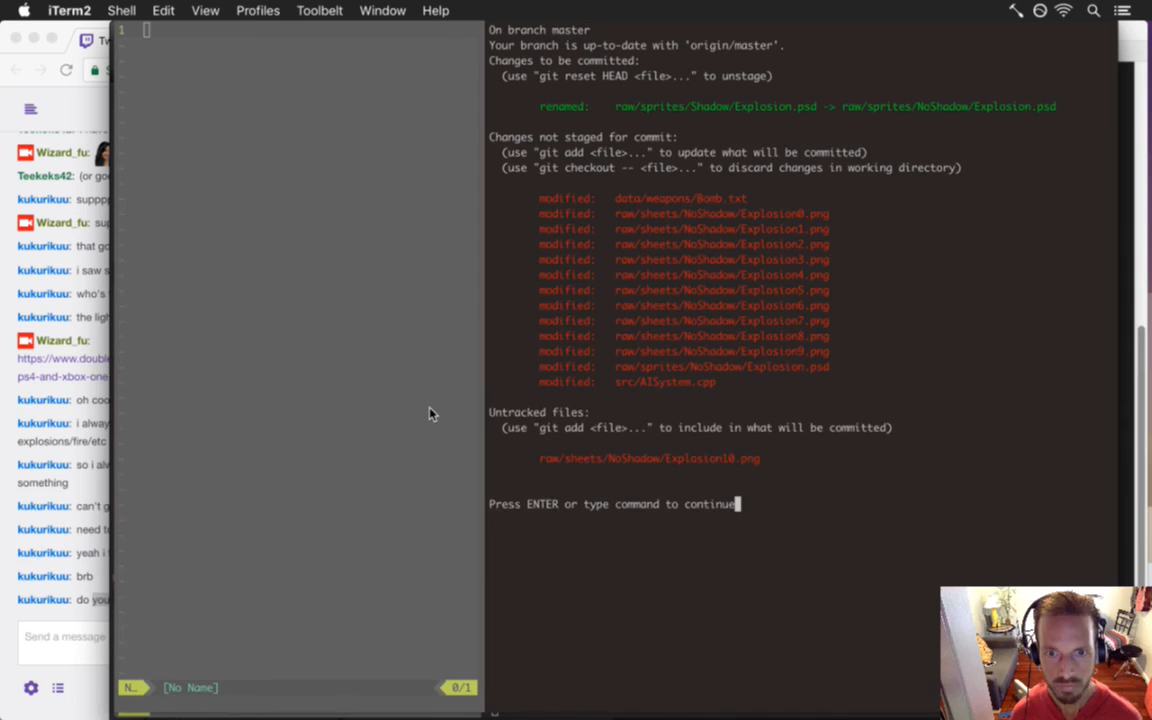 iTerm2 Shell Edit View Profiles Toolbelt Window Help
Tw
S
Wizard_fu:
Teekeks42: (or go
kukurikuu: suppp
Wizard_fu: su
kukurikuu: that go
kukurikuu: i saw s
kukurikuu: who's
kukurikuu: the ligh
Wizard_fu:
https://www.double
ps4-and-xbox-one-
kukurikuu: oh coo
kukurikuu: i alway
explosions/fire/etc
kukurikuu: so i alw
something
kukurikuu: can't g
kukurikuu: need to
kukurikuu: yeah i
kukurikuu: brb
kukurikuu: do you
Send a message
1
N... [No Name] 0/1
On branch master
Your branch is up-to-date with 'origin/master'.
Changes to be committed:
(use "git reset HEAD <file>..." to unstage)
renamed: raw/sprites/Shadow/Explosion.psd -> raw/sprites/NoShadow/Explosion.psd
Changes not staged for commit:
(use "git add <file>..." to update what will be committed)
(use "git checkout -- <file>..." to discard changes in working directory)
modified: data/weapons/Bomb.txt
modified: raw/sheets/NoShadow/Explosion0.png
modified: raw/sheets/NoShadow/Explosion1.png
modified: raw/sheets/NoShadow/Explosion2.png
modified: raw/sheets/NoShadow/Explosion3.png
modified: raw/sheets/NoShadow/Explosion4.png
modified: raw/sheets/NoShadow/Explosion5.png
modified: raw/sheets/NoShadow/Explosion6.png
modified: raw/sheets/NoShadow/Explosion7.png
modified: raw/sheets/NoShadow/Explosion8.png
modified: raw/sheets/NoShadow/Explosion9.png
modified: raw/sprites/NoShadow/Explosion.psd
modified: src/AISystem.cpp
Untracked files:
(use "git add <file>..." to include in what will be committed)
raw/sheets/NoShadow/Explosion10.png
Press ENTER or type command to continue